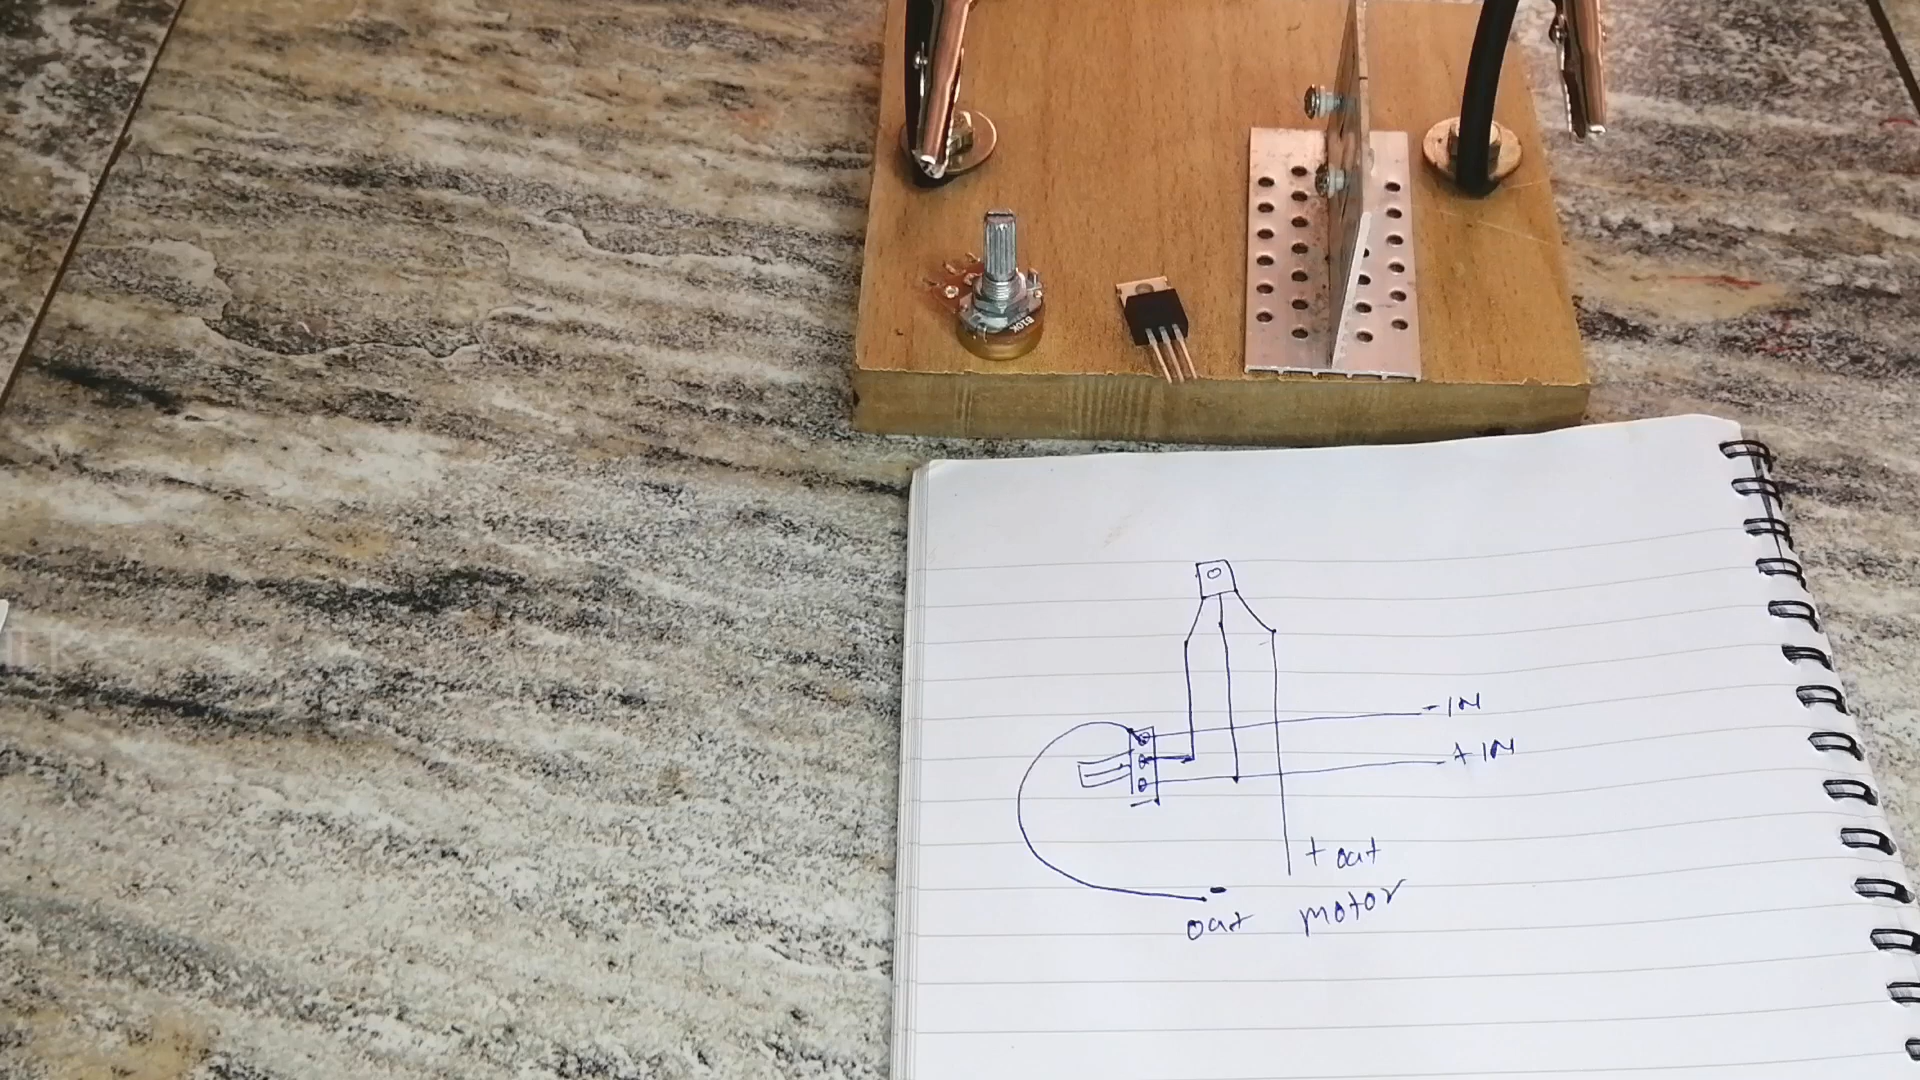 B10K
- IN
+ IN
+ out
- 
out motor